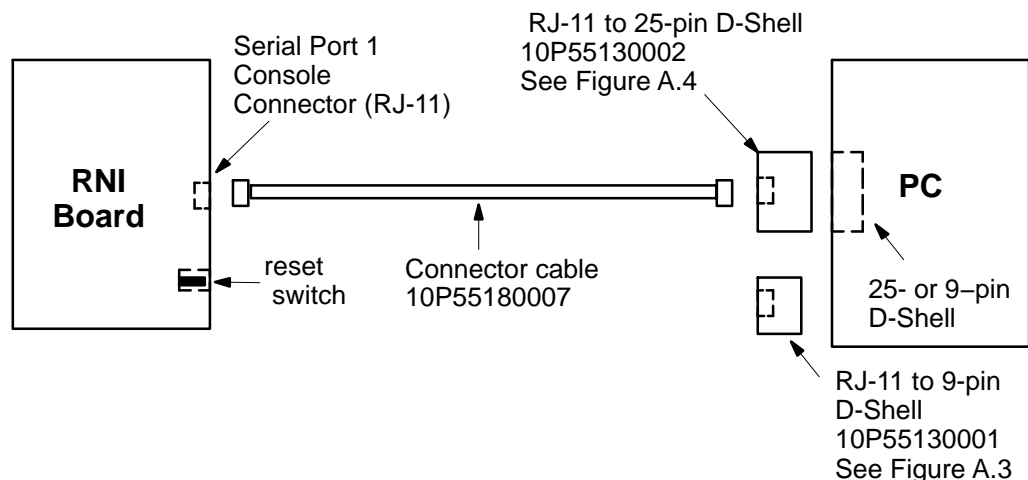 RJ-11 to 25-pin D-Shell
10P55130002
See Figure A.4
Serial Port 1
Console
Connector (RJ-11)
RNI
Board
PC
reset
switch
Connector cable
10P55180007
25- or 9–pin
D-Shell
RJ-11 to 9-pin
D-Shell
10P55130001
See Figure A.3